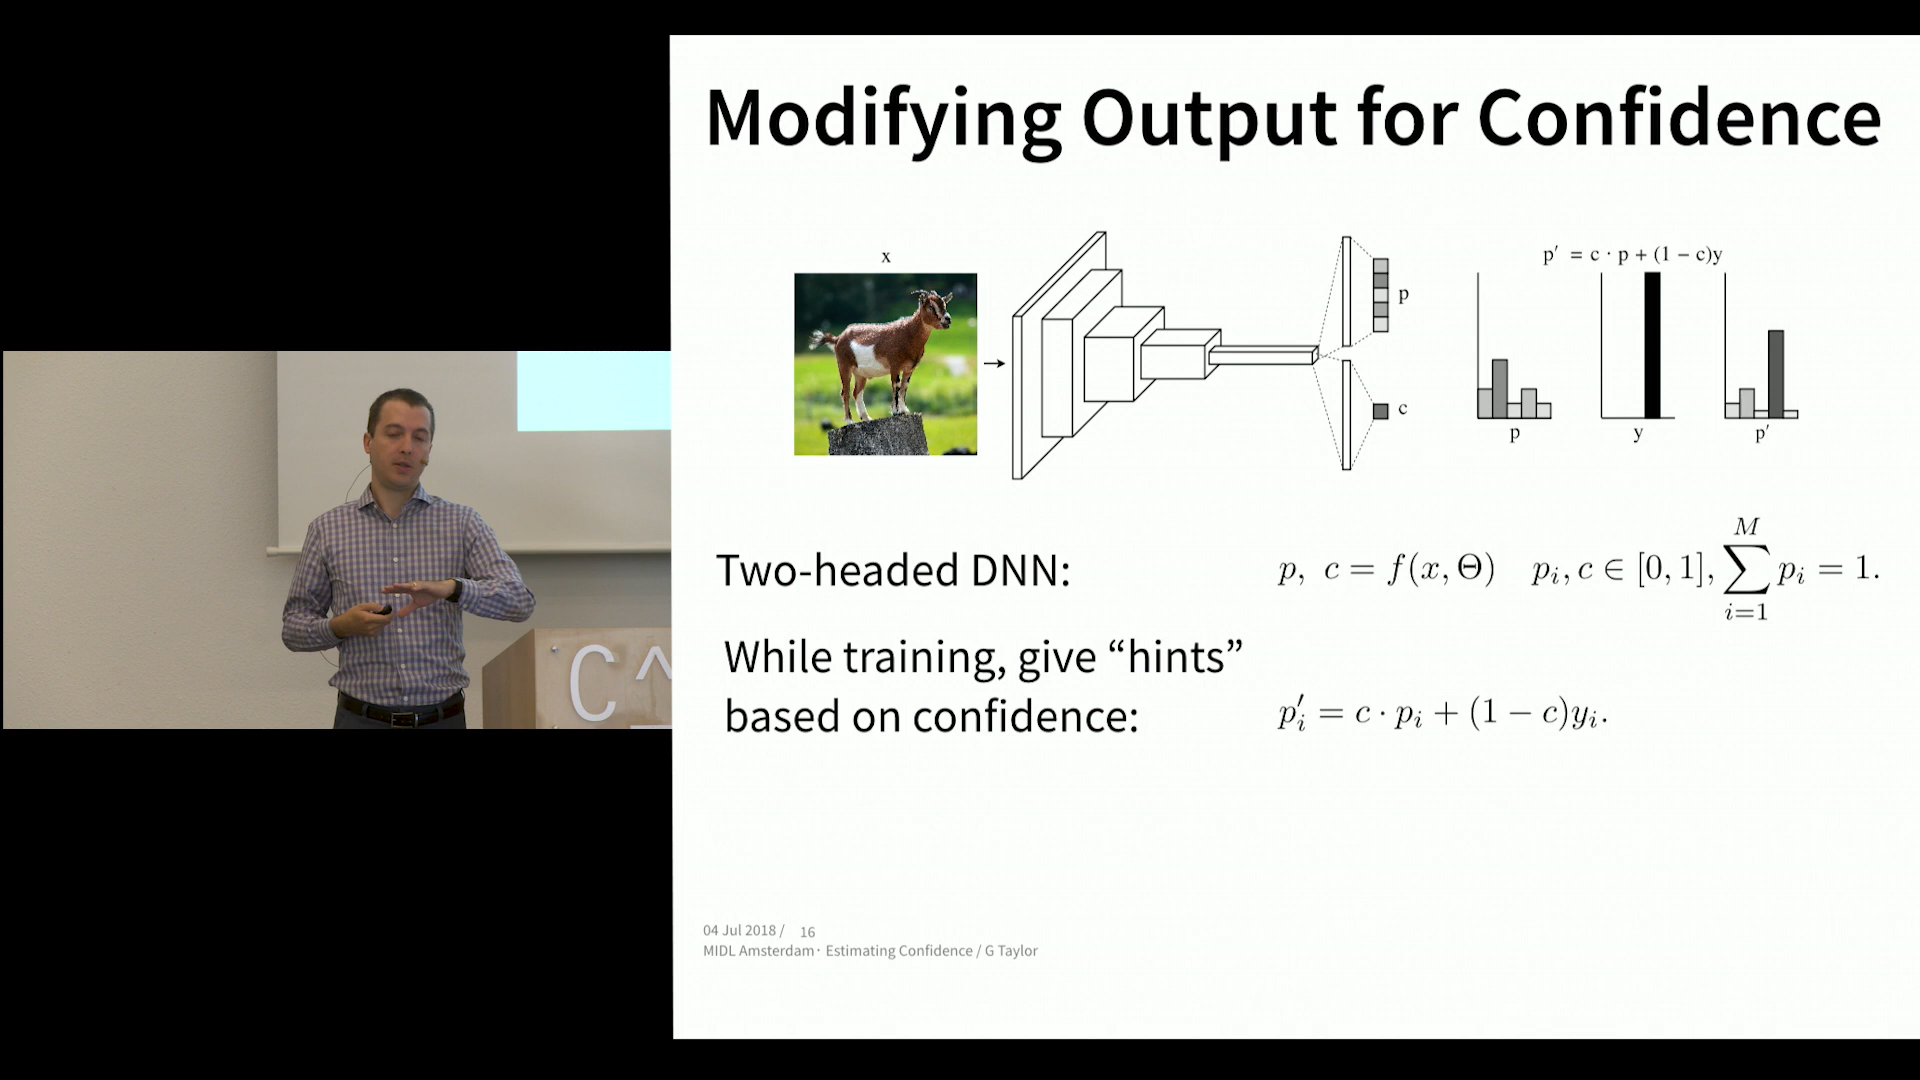 Modifying Output for Confidence
x
p
c
p′ = c · p + (1 − c)y
p
y
p′
Two-headed DNN:
p, c = f(x, Θ) p_i, c ∈ [0, 1], \sum_{i=1}^{M} p_i = 1.
While training, give “hints”
based on confidence:
p′_i = c · p_i + (1 − c)y_i.
04 Jul 2018 / 16
MIDL Amsterdam· Estimating Confidence / G Taylor